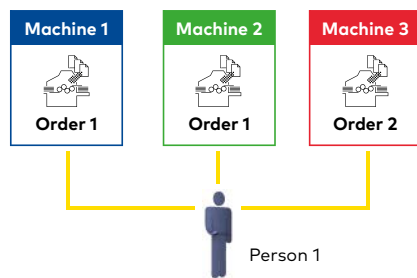 Machine 1
Machine 2
Machine 3
Order 1
Order 1
Order 2
Person 1